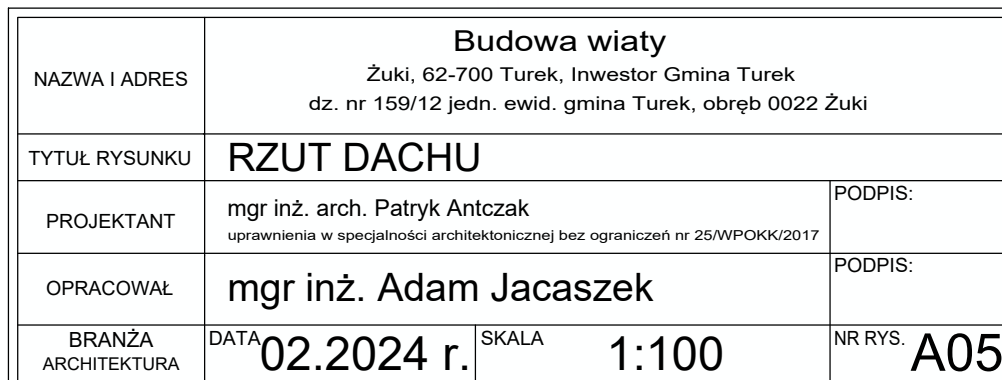 NAZWA I ADRES
Budowa wiaty
Żuki, 62-700 Turek, Inwestor Gmina Turek
dz. nr 159/12 jedn. ewid. gmina Turek, obręb 0022 Żuki
TYTUŁ RYSUNKU
RZUT DACHU
PROJEKTANT
mgr inż. arch. Patryk Antczak
uprawnienia w specjalności architektonicznej bez ograniczeń nr 25/WPOKK/2017
PODPIS:
OPRACOWAŁ
mgr inż. Adam Jacaszek
PODPIS:
BRANŻA
ARCHITEKTURA
DATA 02.2024 r.
SKALA 1:100
NR RYS. A05